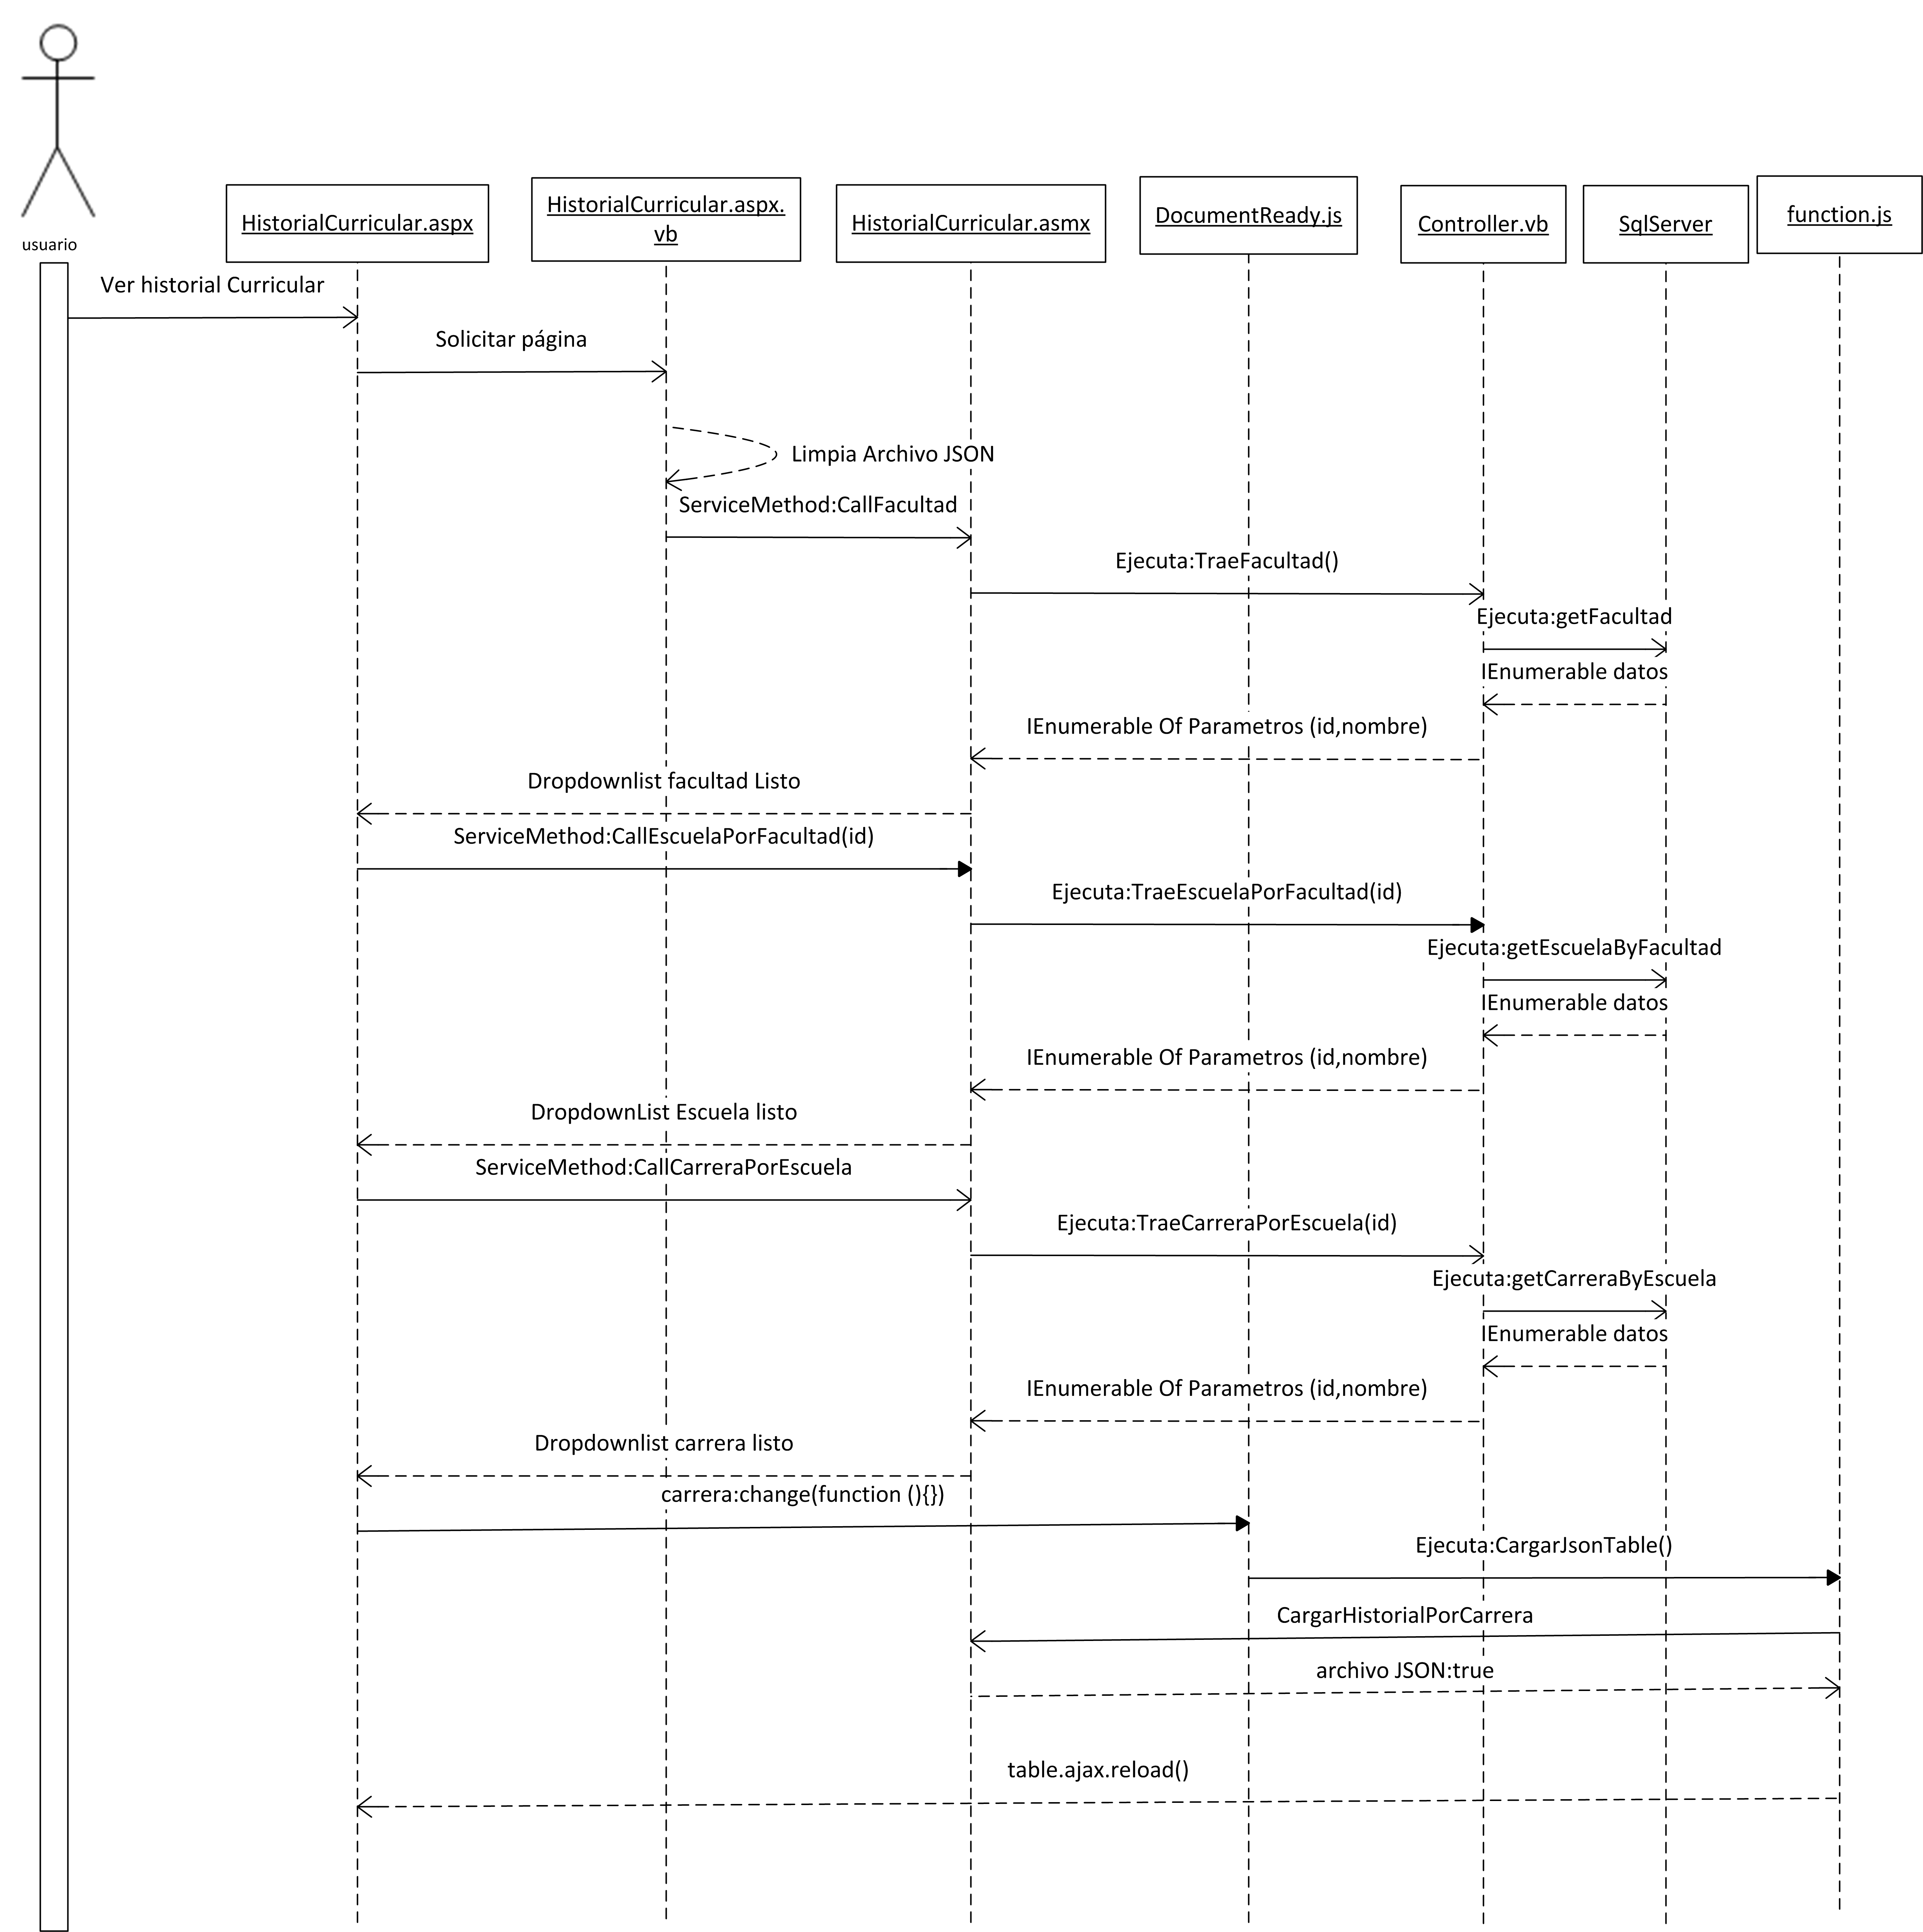 usuario
HistorialCurricular.aspx
HistorialCurricular.aspx.
vb
HistorialCurricular.asmx
DocumentReady.js
Controller.vb
SqlServer
function.js
Ver historial Curricular
Solicitar página
Limpia Archivo JSON
ServiceMethod:CallFacultad
Ejecuta:TraeFacultad()
Ejecuta:getFacultad
IEnumerable datos
IEnumerable Of Parametros (id,nombre)
Dropdownlist facultad Listo
ServiceMethod:CallEscuelaPorFacultad(id)
Ejecuta:TraeEscuelaPorFacultad(id)
Ejecuta:getEscuelaByFacultad
IEnumerable datos
IEnumerable Of Parametros (id,nombre)
DropdownList Escuela listo
ServiceMethod:CallCarreraPorEscuela
Ejecuta:TraeCarreraPorEscuela(id)
Ejecuta:getCarreraByEscuela
IEnumerable datos
IEnumerable Of Parametros (id,nombre)
Dropdownlist carrera listo
carrera:change(function (){})
Ejecuta:CargarJsonTable()
CargarHistorialPorCarrera
archivo JSON:true
table.ajax.reload()